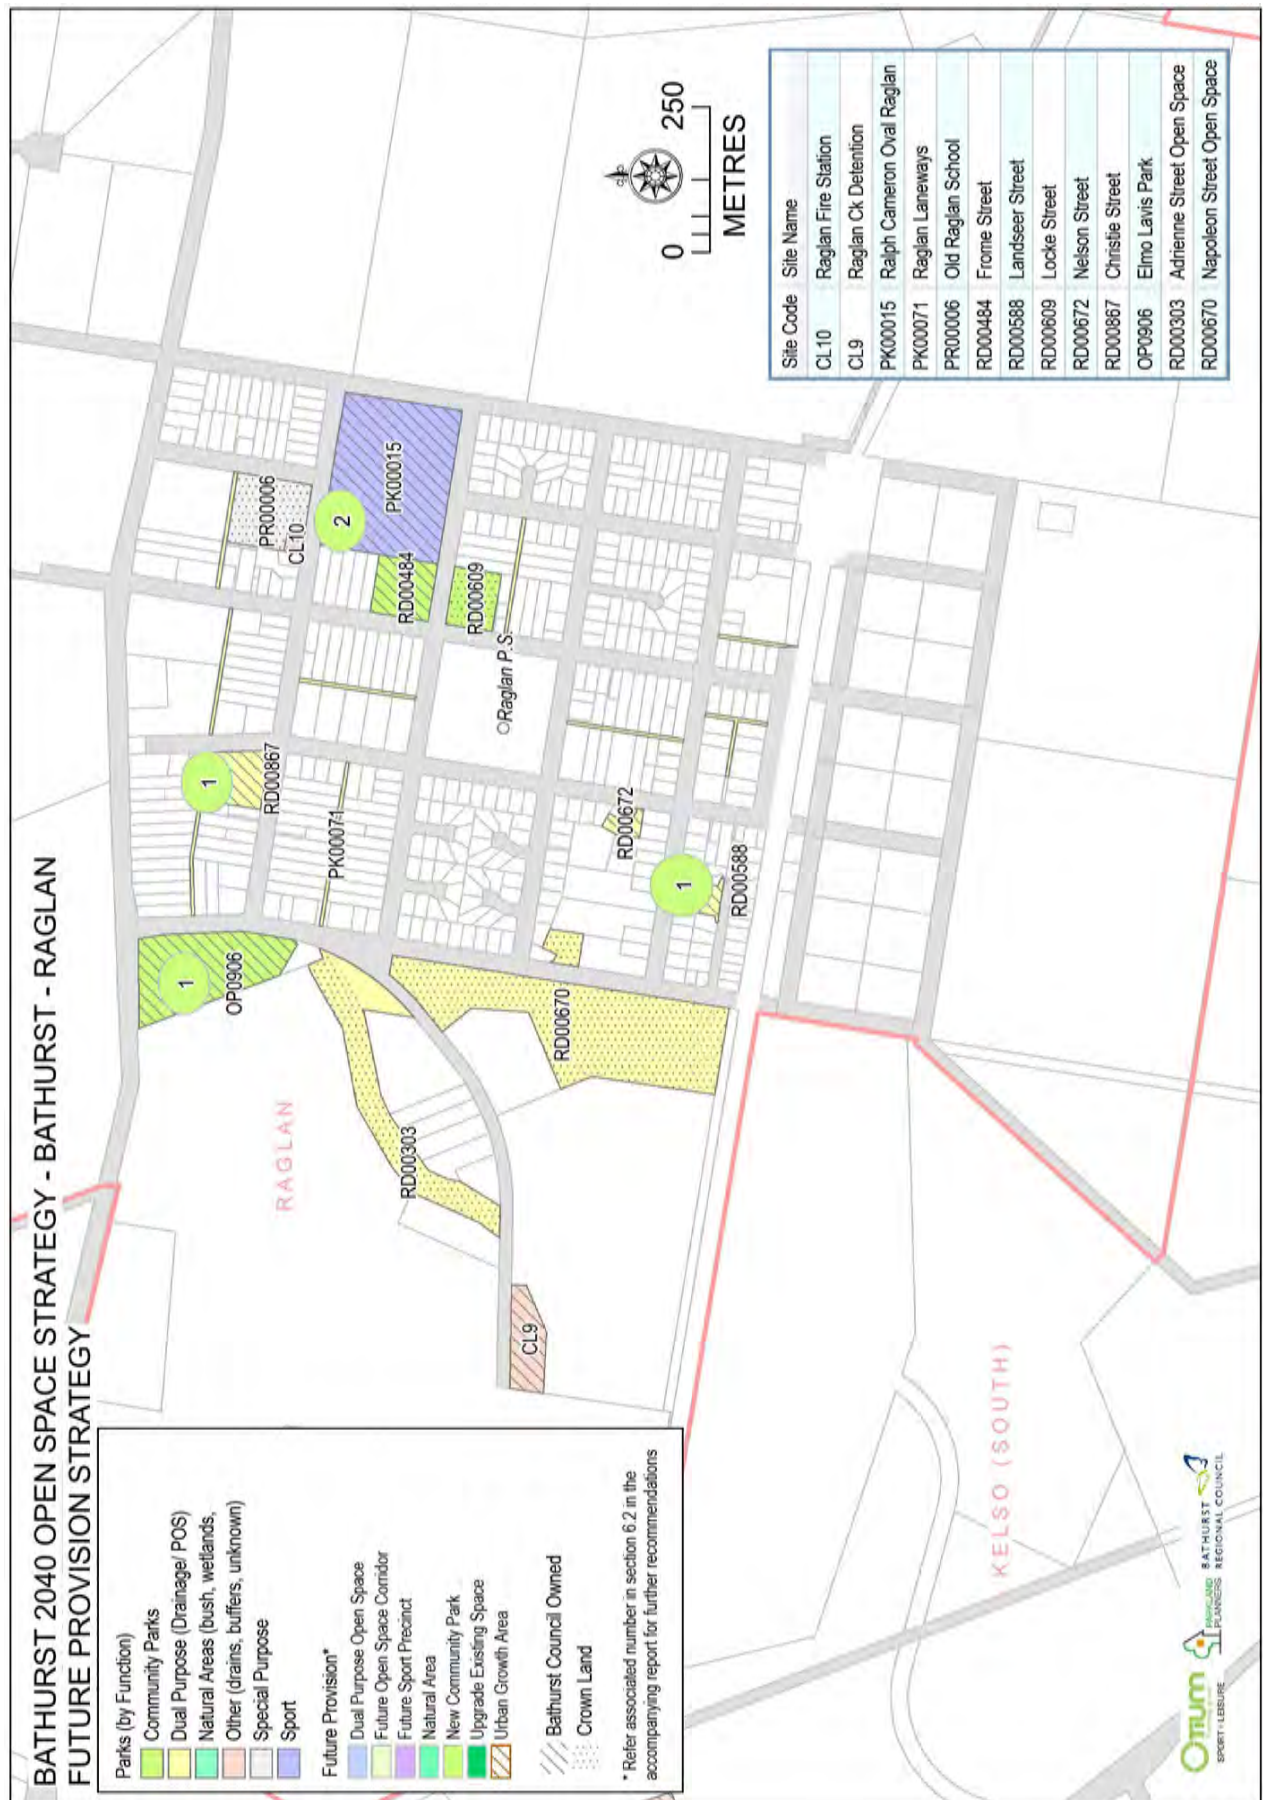 BATHURST 2040 OPEN SPACE STRATEGY - BATHURST - RAGLAN
FUTURE PROVISION STRATEGY
Parks (by Function)
Community Parks
Dual Purpose (Drainage/ POS)
Natural Areas (bush, wetlands,
Other (drains, buffers, unknown)
Special Purpose
Sport
Future Provision*
Dual Purpose Open Space
Future Open Space Corridor
Future Sport Precinct
Natural Area
New Community Park
Upgrade Existing Space
Urban Growth Area
Bathurst Council Owned
Crown Land
* Refer associated number in section 6.2 in the
accompanying report for further recommendations
RAGLAN
KELSO (SOUTH)
OP0906
1
RD00867
1
PK00071
PR00006
CL10
2
PK00015
RD00484
RD00609
Raglan P.S.
RD00303
RD00670
RD00672
1
RD00588
CL9
0 250
METRES
Site Code Site Name
CL10 Raglan Fire Station
CL9 Raglan Ck Detention
PK00015 Ralph Cameron Oval Raglan
PK00071 Raglan Laneways
PR00006 Old Raglan School
RD00484 Frome Street
RD00588 Landseer Street
RD00609 Locke Street
RD00672 Nelson Street
RD00867 Christie Street
OP0906 Elmo Lavis Park
RD00303 Adrienne Street Open Space
RD00670 Napoleon Street Open Space
Otium
SPORT + LEISURE
PARKLAND
PLANNERS
BATHURST
REGIONAL COUNCIL